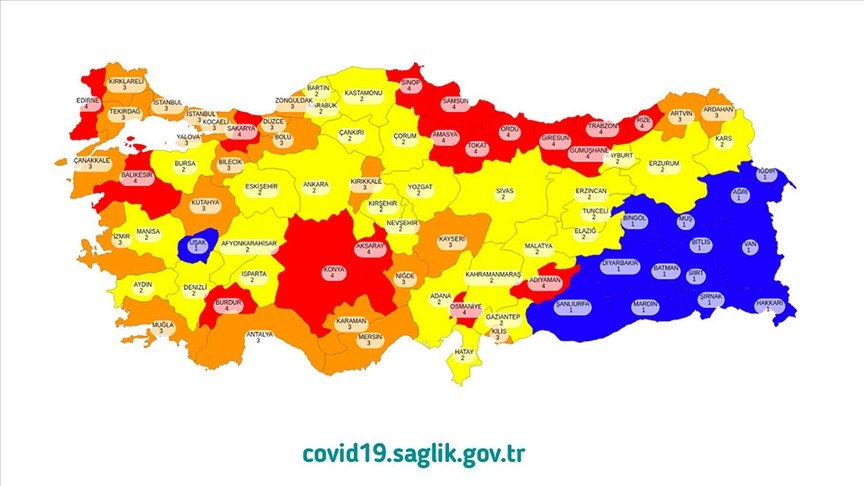 KIRKLARELİ
3
EDİRNE
4
TEKİRDAĞ
3
İSTANBUL
3
İSTANBUL
3
KOCAELİ
3
YALOVA
3
SAKARYA
4
DÜZCE
3
ZONGULDAK
3
BOLU
3
BARTIN
2
KARABÜK
2
KASTAMONU
2
SİNOP
4
SAMSUN
4
ÇANKIRI
2
ÇORUM
2
AMASYA
4
TOKAT
4
ORDU
4
GİRESUN
4
GÜMÜŞHANE
4
TRABZON
4
RİZE
4
ARTVİN
3
ARDAHAN
3
KARS
2
BAYBURT
2
ERZURUM
2
IĞDIR
1
AĞRI
1
ÇANAKKALE
3
BALIKESİR
4
BURSA
2
BİLECİK
3
KÜTAHYA
3
ESKİŞEHİR
2
ANKARA
2
KIRIKKALE
3
KIRŞEHİR
2
YOZGAT
2
SİVAS
2
ERZİNCAN
2
TUNCELİ
2
BİNGÖL
1
MUŞ
1
BİTLİS
1
VAN
1
İZMİR
3
MANİSA
2
UŞAK
1
AFYONKARAHİSAR
2
KONYA
4
AKSARAY
4
NEVŞEHİR
2
KAYSERİ
3
NİĞDE
3
MALATYA
2
ELAZIĞ
2
DİYARBAKIR
1
BATMAN
1
SİİRT
1
ŞIRNAK
1
HAKKARİ
1
AYDIN
2
DENİZLİ
2
ISPARTA
2
BURDUR
4
MUĞLA
3
ANTALYA
3
KARAMAN
3
MERSİN
3
ADANA
2
KAHRAMANMARAŞ
2
OSMANİYE
4
GAZİANTEP
2
KİLİS
3
HATAY
2
ADIYAMAN
4
ŞANLIURFA
1
MARDİN
1
covid19.saglik.gov.tr